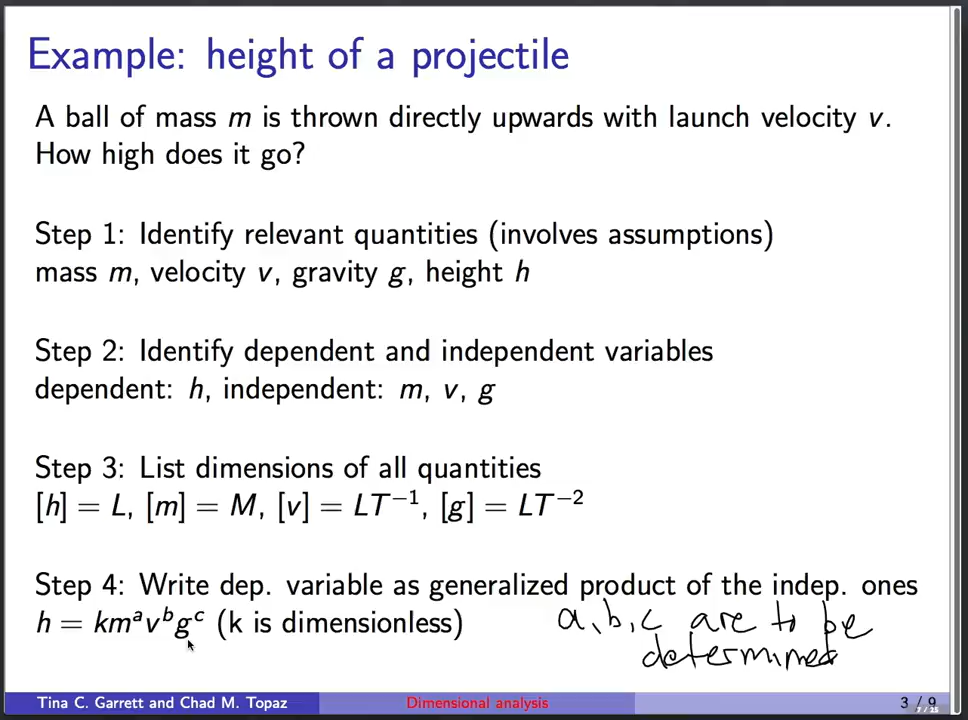 Example: height of a projectile
A ball of mass m is thrown directly upwards with launch velocity v.
How high does it go?
Step 1: Identify relevant quantities (involves assumptions)
mass m, velocity v, gravity g, height h
Step 2: Identify dependent and independent variables
dependent: h, independent: m, v, g
Step 3: List dimensions of all quantities
[h] = L, [m] = M, [v] = LT⁻¹, [g] = LT⁻²
Step 4: Write dep. variable as generalized product of the indep. ones
h = kmᵃvᵇgᶜ (k is dimensionless)
a, b, c are to be
determined
Tina C. Garrett and Chad M. Topaz Dimensional analysis 3 / 9